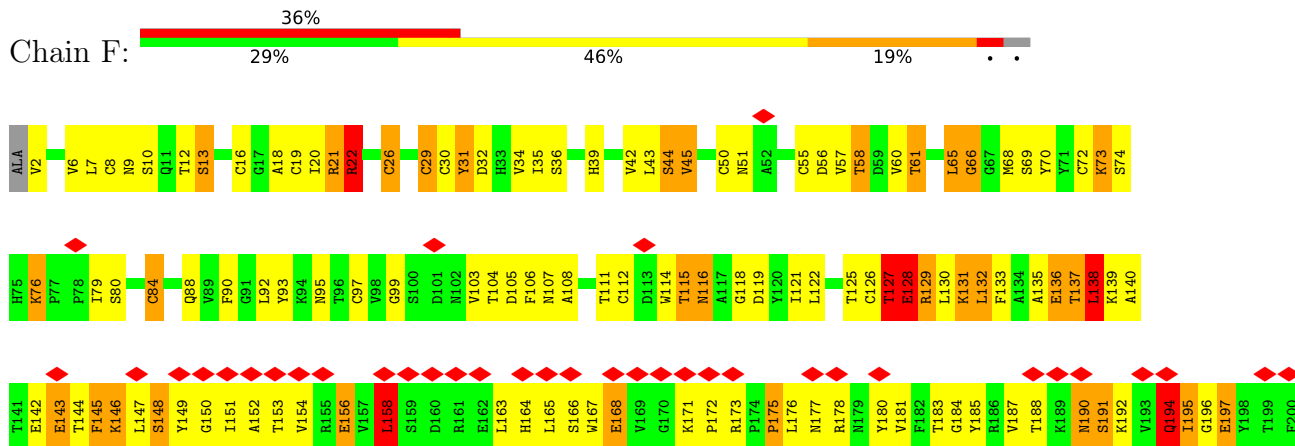 36%
Chain F:
29% 46% 19% • •
ALA V2 V6 L7 C8 N9 S10 Q11 T12 S13 C16 G17 A18 C19 I20 R21 R22 C26 C29 C30 Y31 D32 H33 V34 I35 S36 H39 V42 L43 S44 V45 C50 N51 A52 C55 D56 V57 T58 D59 V60 T61 L65 G66 G67 M68 S69 Y70 Y71 C72 K73 S74
H75 K76 P77 P78 I79 S80 C84 Q88 V89 F90 G91 L92 Y93 K94 N95 T96 C97 V98 G99 S100 D101 N102 V103 T104 D105 F106 N107 A108 T111 C112 D113 W114 T115 N116 A117 G118 D119 Y120 I121 L122 T125 C126 T127 E128 R129 L130 K131 L132 F133 A134 A135 E136 T137 L138 K139 A140
T141 E142 E143 T144 F145 K146 L147 S148 Y149 G150 I151 A152 T153 V154 R155 E156 V157 L158 S159 D160 R161 E162 L163 H164 L165 S166 W167 E168 V169 G170 K171 P172 R173 P174 P175 L176 N177 R178 N179 Y180 V181 F182 T183 G184 Y185 R186 V187 T188 K189 N190 S191 K192 V193 Q194 I195 G196 E197 Y198 T199 F200